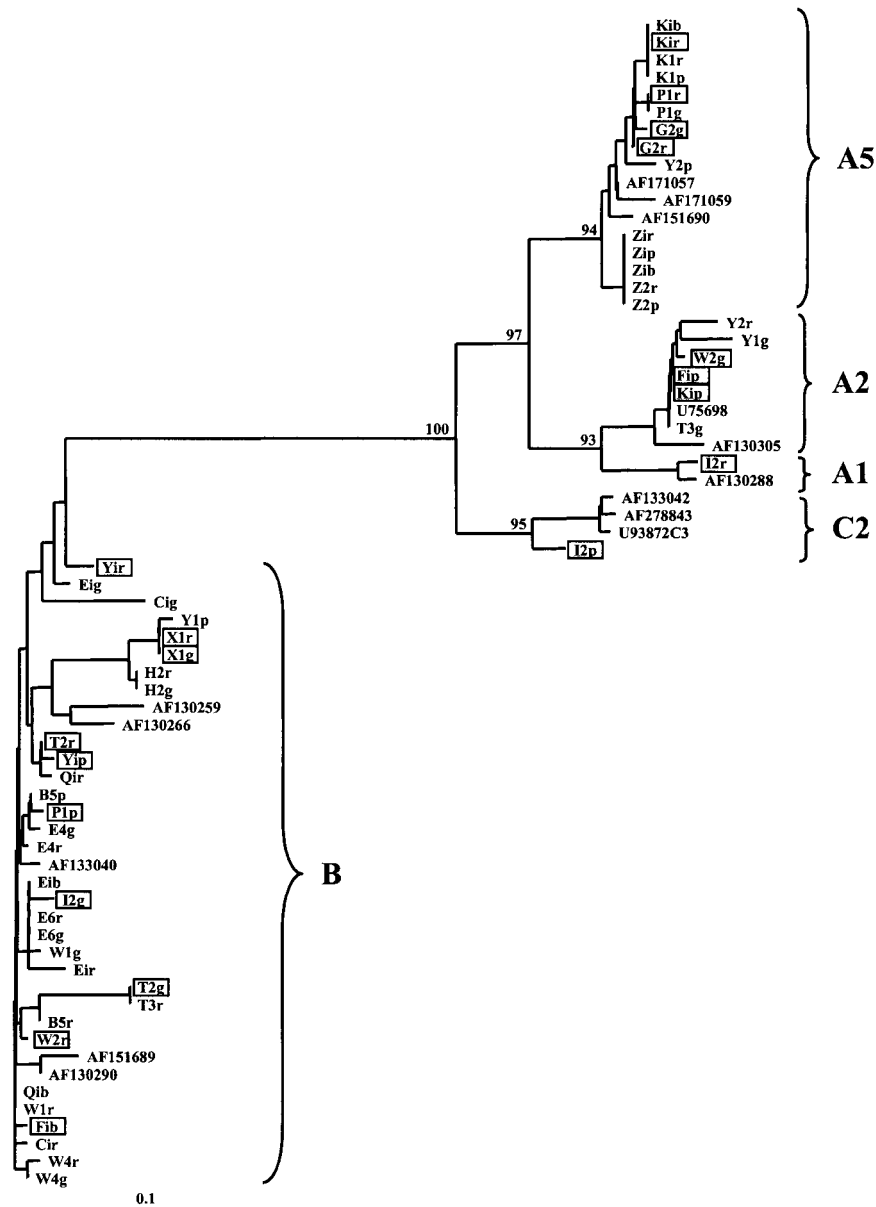 Kib
Kir
K1r
K1p
P1r
P1g
G2g
G2r
Y2p
AF171057
AF171059
AF151690
94
Zir
Zip
Zib
Z2r
Z2p
A5
97
Y2r
Y1g
W2g
Fip
Kip
U75698
T3g
AF130305
A2
100
93
I2r
AF130288
A1
AF133042
AF278843
U93872C3
95
I2p
C2
Yir
Eig
Cig
Y1p
X1r
X1g
H2r
H2g
AF130259
AF130266
T2r
Yip
Qir
B5p
P1p
E4g
E4r
AF133040
Eib
I2g
E6r
E6g
W1g
Eir
T2g
T3r
B5r
W2r
AF151689
AF130290
Qib
W1r
Fib
Cir
W4r
W4g
B
0.1